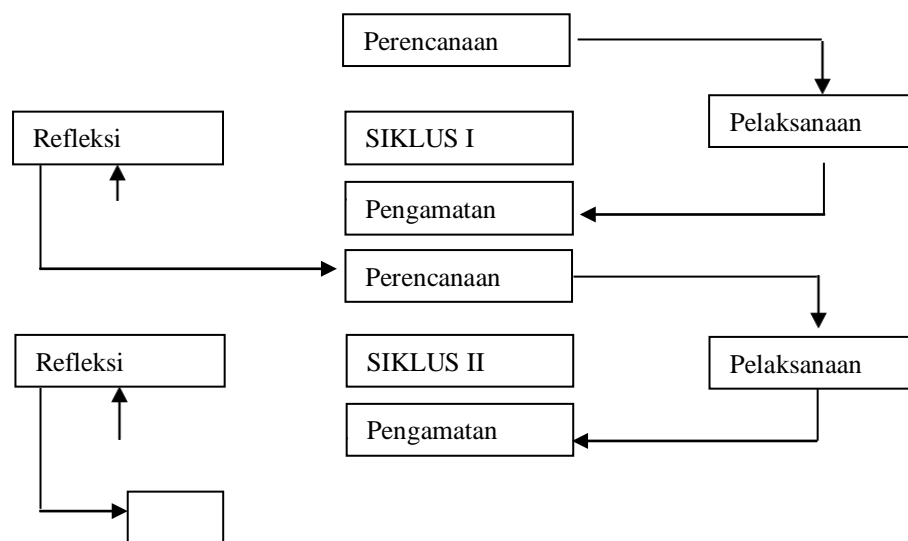 Perencanaan
Pelaksanaan
Refleksi
SIKLUS I
Pengamatan
Perencanaan
Refleksi
SIKLUS II
Pelaksanaan
Pengamatan